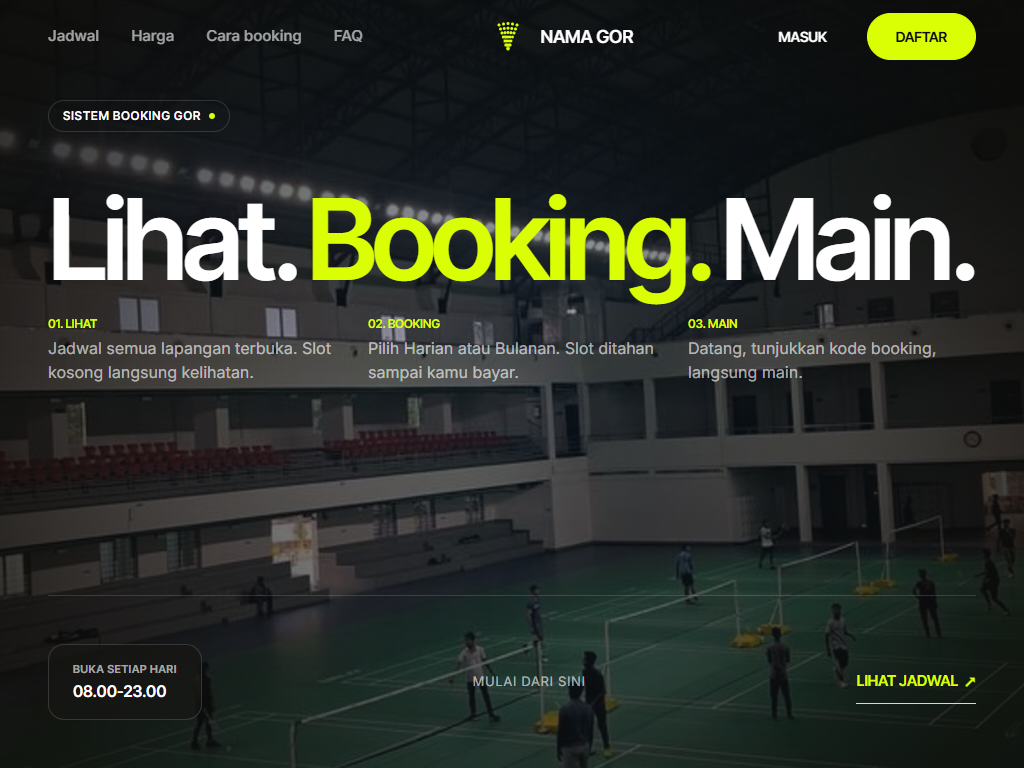 Jadwal Harga Cara booking FAQ NAMA GOR MASUK DAFTAR
SISTEM BOOKING GOR
Lihat. Booking. Main.
01. LIHAT
Jadwal semua lapangan terbuka. Slot
kosong langsung kelihatan.
02. BOOKING
Pilih Harian atau Bulanan. Slot ditahan
sampai kamu bayar.
03. MAIN
Datang, tunjukkan kode booking,
langsung main.
BUKA SETIAP HARI
08.00-23.00
MULAI DARI SINI
LIHAT JADWAL ↗